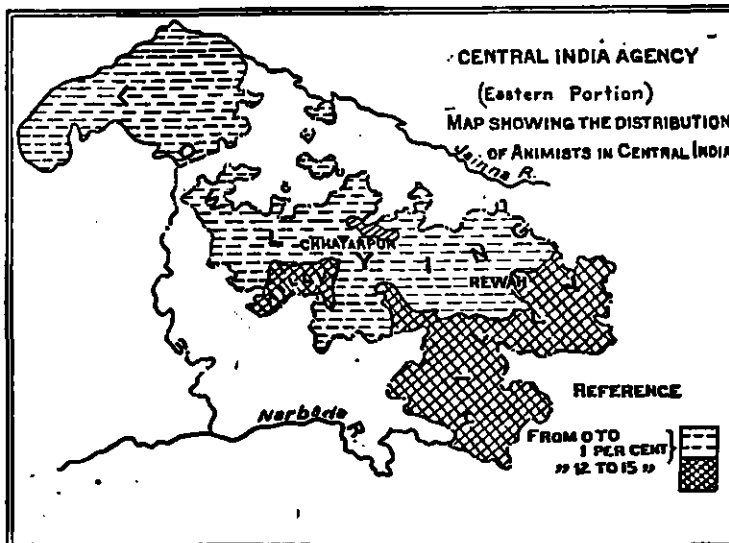 CENTRAL INDIA AGENCY
(Eastern Portion)
MAP SHOWING THE DISTRIBUTION
OF ANIMISTS IN CENTRAL INDIA
Jainna R.
CHHATARPUR
REWAH
Narbada R.
REFERENCE
FROM 0 TO
1 PER CENT
" 12 TO 15 "